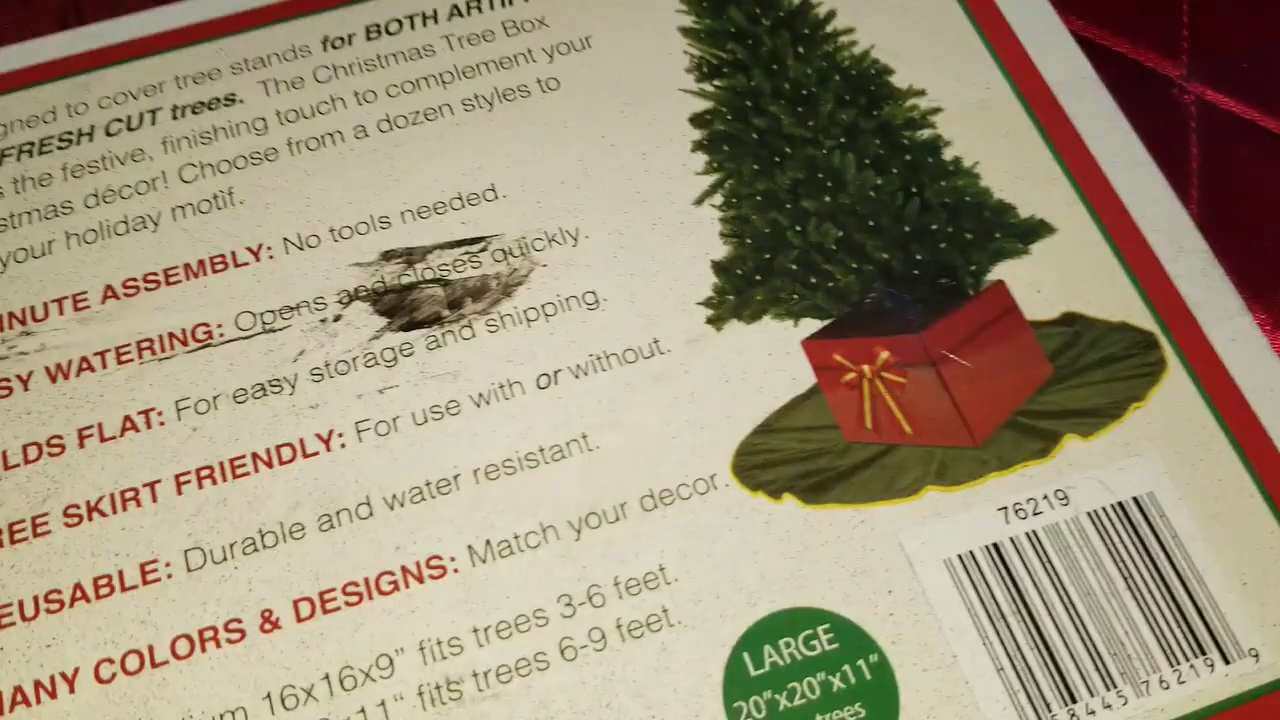 gned to cover tree stands for BOTH ARTIF
FRESH CUT trees. The Christmas Tree Box
s the festive, finishing touch to complement your
stmas décor! Choose from a dozen styles to
your holiday motif.
INUTE ASSEMBLY: No tools needed.
SY WATERING: Opens and closes quickly.
LDS FLAT: For easy storage and shipping.
REE SKIRT FRIENDLY: For use with or without.
EUSABLE: Durable and water resistant.
MANY COLORS & DESIGNS: Match your decor.
um 16x16x9" fits trees 3-6 feet.
x11" fits trees 6-9 feet.
LARGE
20"x20"x11"
trees
76219
58445 76219 9